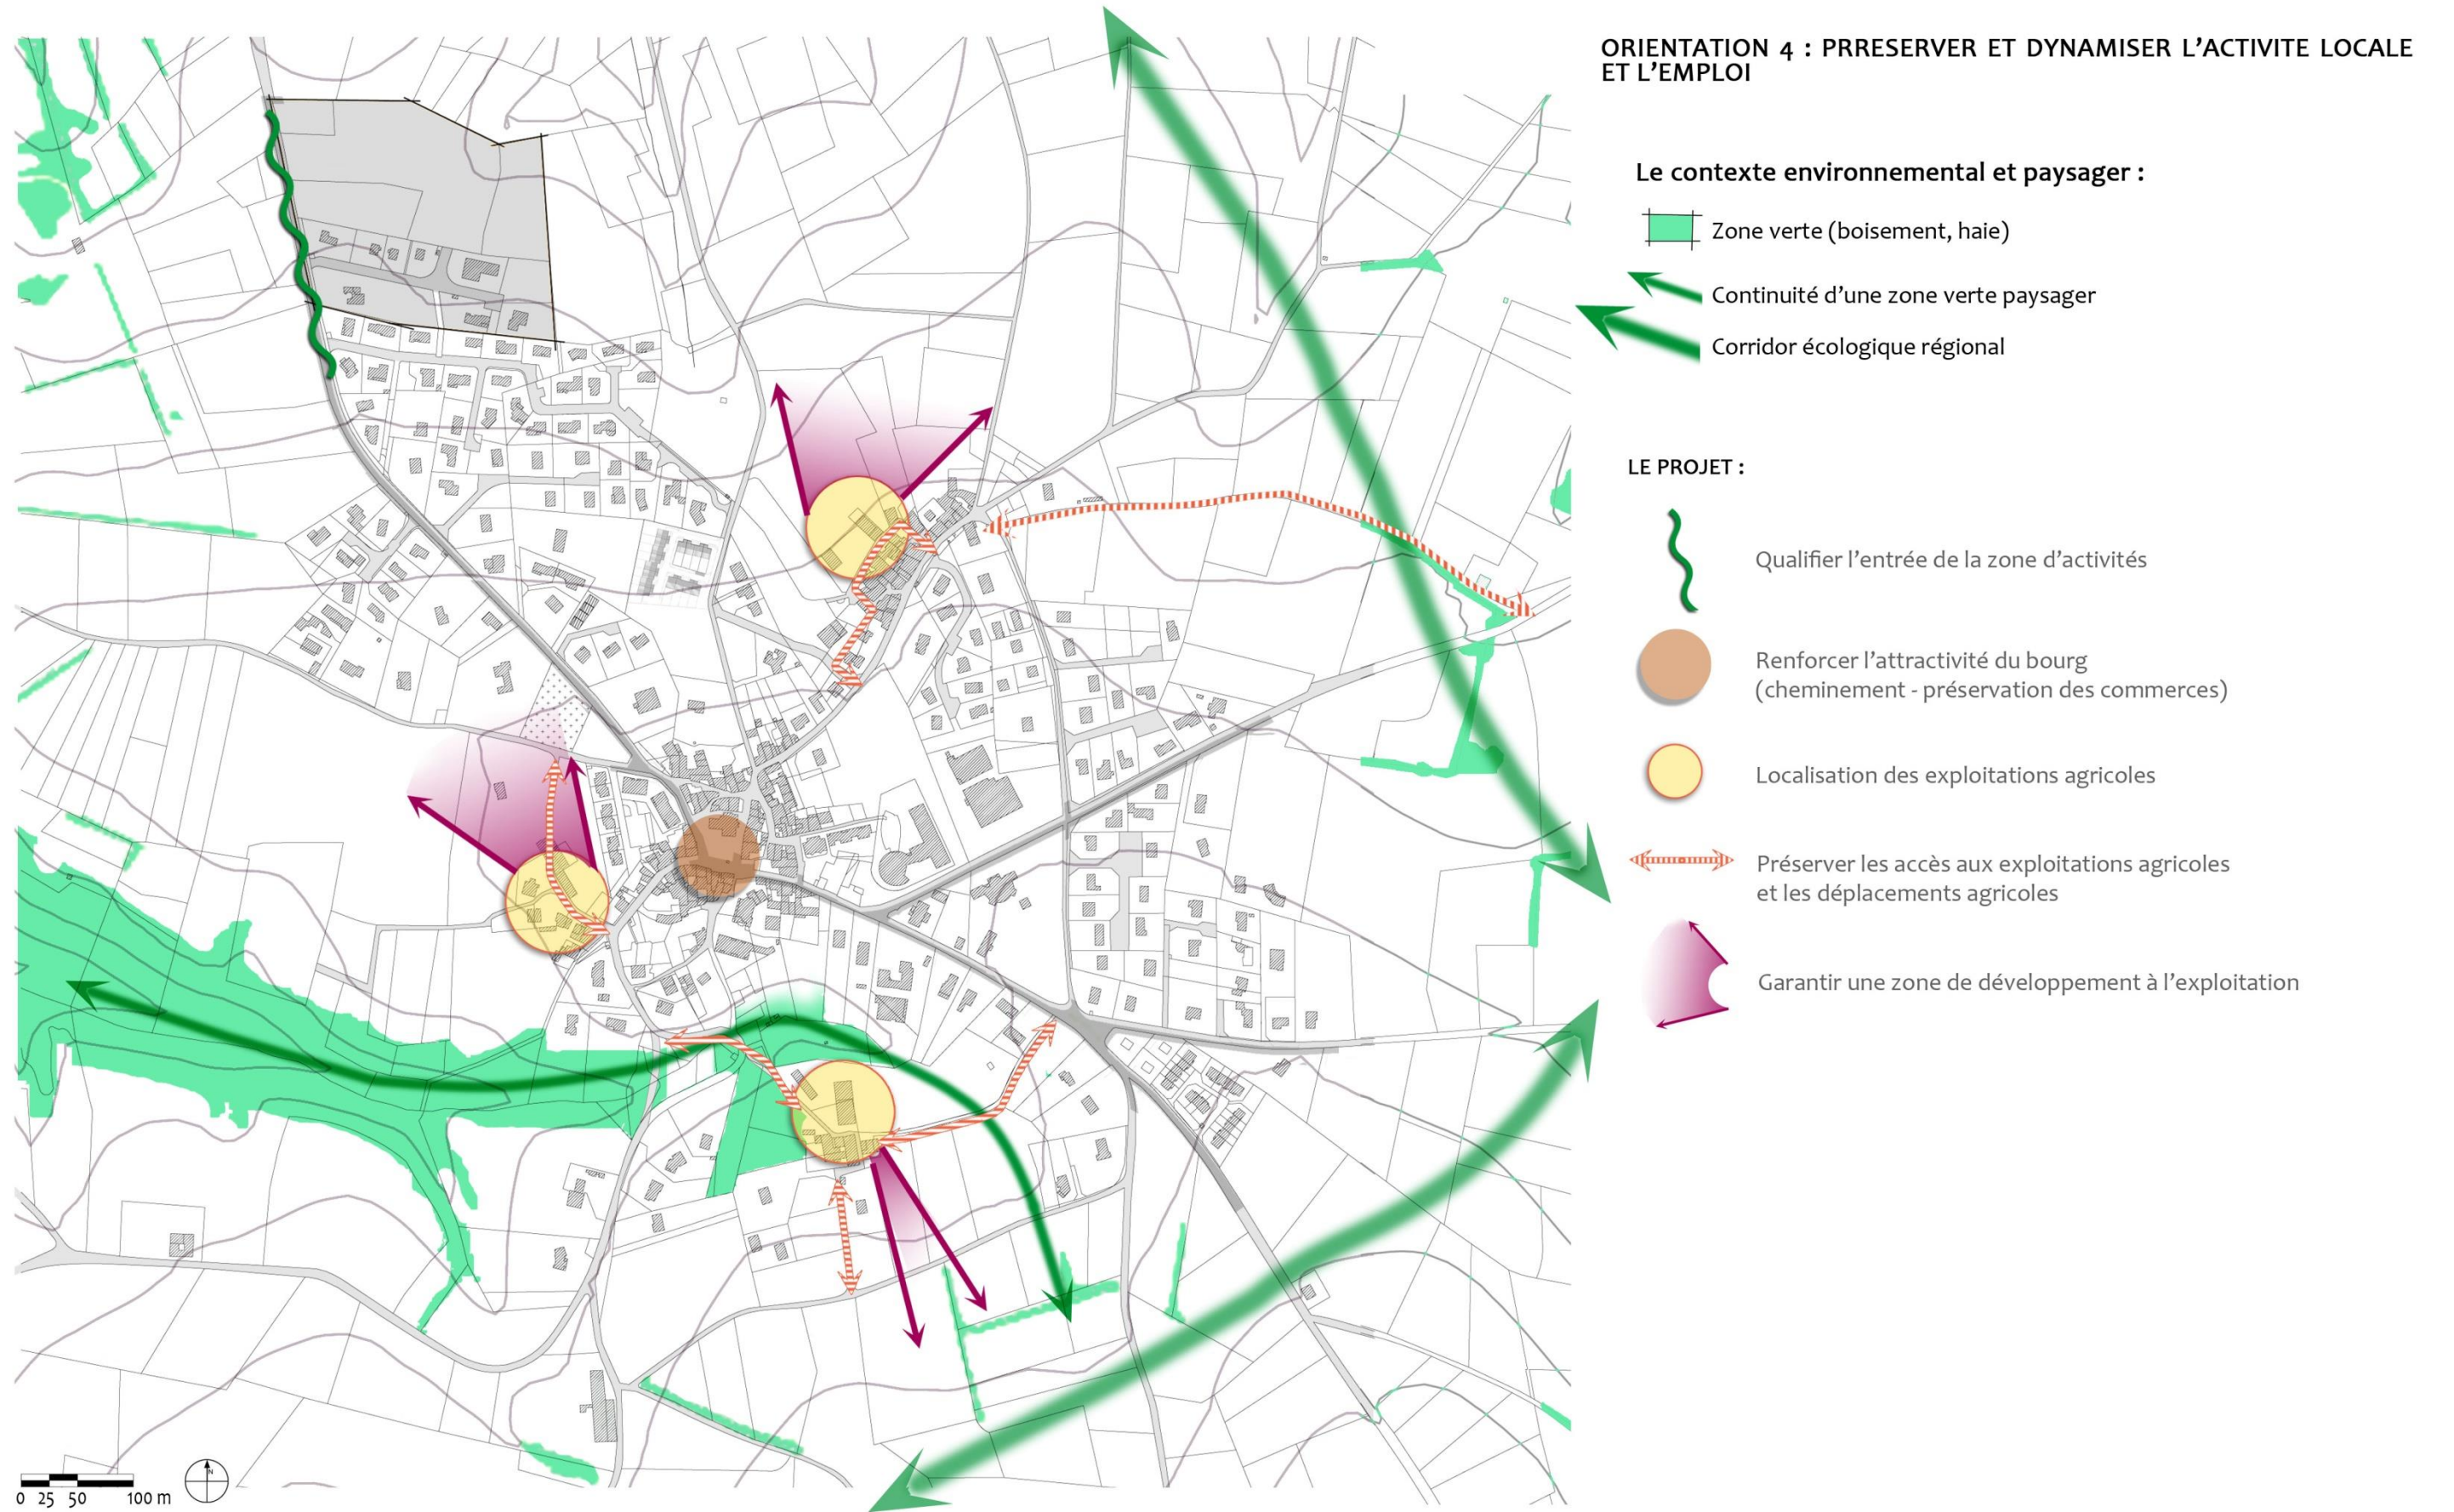 ORIENTATION 4 : PRRESERVER ET DYNAMISER L’ACTIVITE LOCALE
ET L’EMPLOI
Le contexte environnemental et paysager :
Zone verte (boisement, haie)
Continuité d’une zone verte paysager
Corridor écologique régional
LE PROJET :
Qualifier l’entrée de la zone d’activités
Renforcer l’attractivité du bourg
(cheminement - préservation des commerces)
Localisation des exploitations agricoles
Préserver les accès aux exploitations agricoles
et les déplacements agricoles
Garantir une zone de développement à l’exploitation
N
0 25 50 100 m